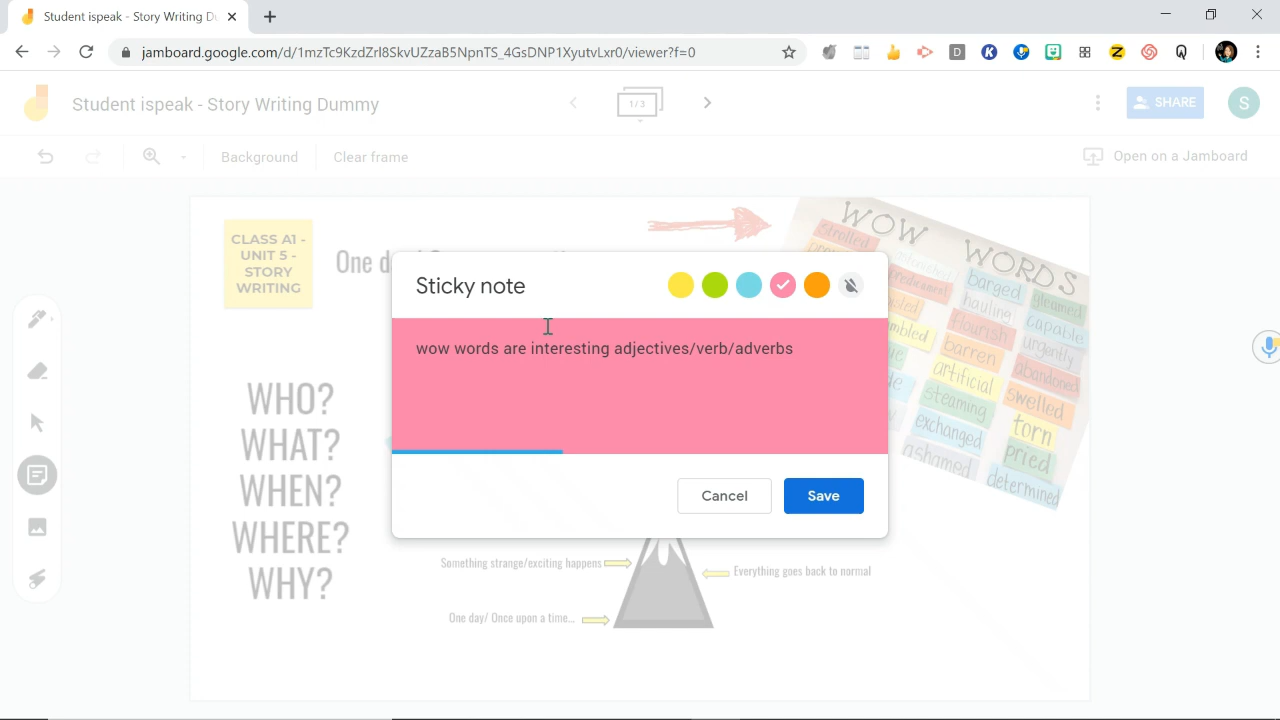 Student ispeak - Story Writing Du
jamboard.google.com/d/1mzTc9KzdZrl8SkvUZzaB5NpnTS_4GsDNP1XyutvLxr0/viewer?f=0
Student ispeak - Story Writing Dummy
1/3
SHARE
S
Background
Clear frame
Open on a Jamboard
CLASS A1 -
UNIT 5 -
STORY
WRITING
One d
WOW WORDS
strolled
predicament
barged
gleamed
hauling
capable
flourish
urgently
barren
abandoned
artificial
swelled
steaming
torn
exchanged
pried
ashamed
determined
Sticky note
wow words are interesting adjectives/verb/adverbs
Cancel
Save
WHO?
WHAT?
WHEN?
WHERE?
WHY?
Something strange/exciting happens
Everything goes back to normal
One day/ Once upon a time...